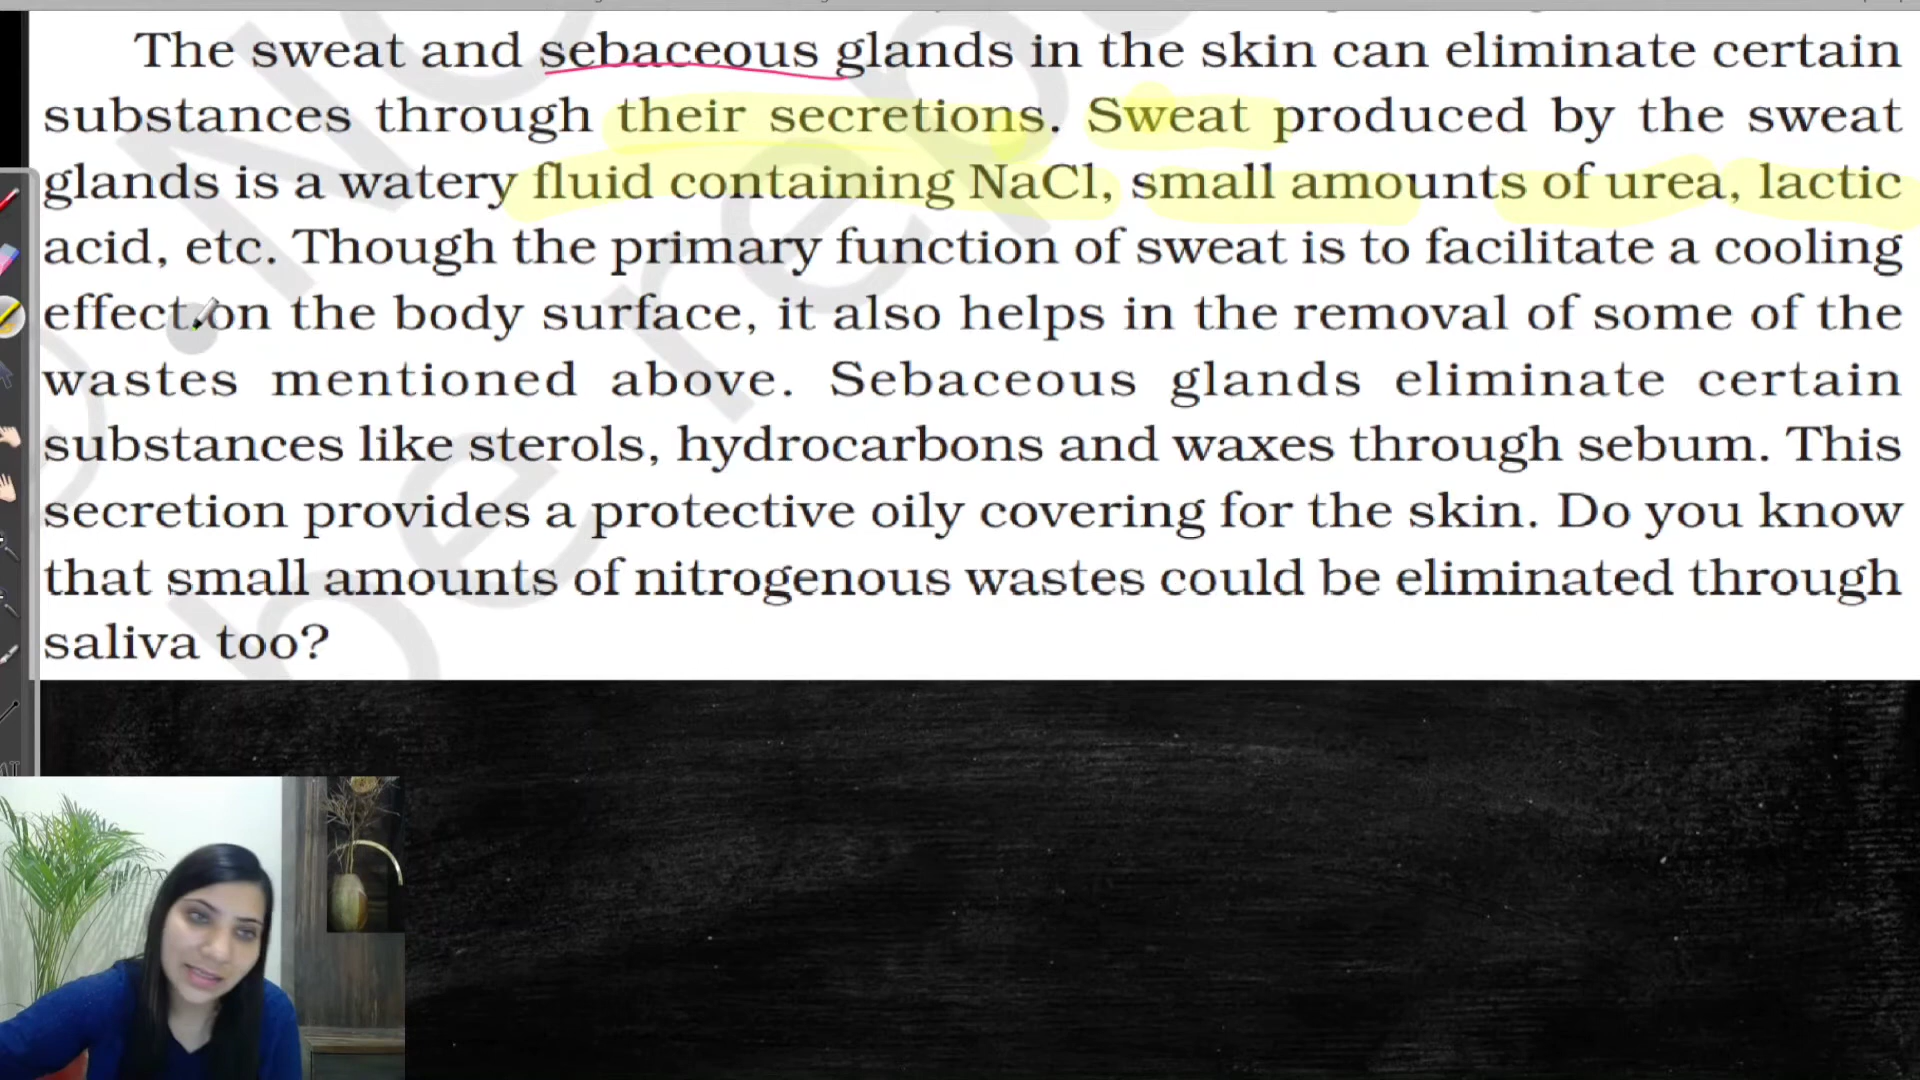 The sweat and sebaceous glands in the skin can eliminate certain
substances through their secretions. Sweat produced by the sweat
glands is a watery fluid containing NaCl, small amounts of urea, lactic
acid, etc. Though the primary function of sweat is to facilitate a cooling
effect on the body surface, it also helps in the removal of some of the
wastes mentioned above. Sebaceous glands eliminate certain
substances like sterols, hydrocarbons and waxes through sebum. This
secretion provides a protective oily covering for the skin. Do you know
that small amounts of nitrogenous wastes could be eliminated through
saliva too?